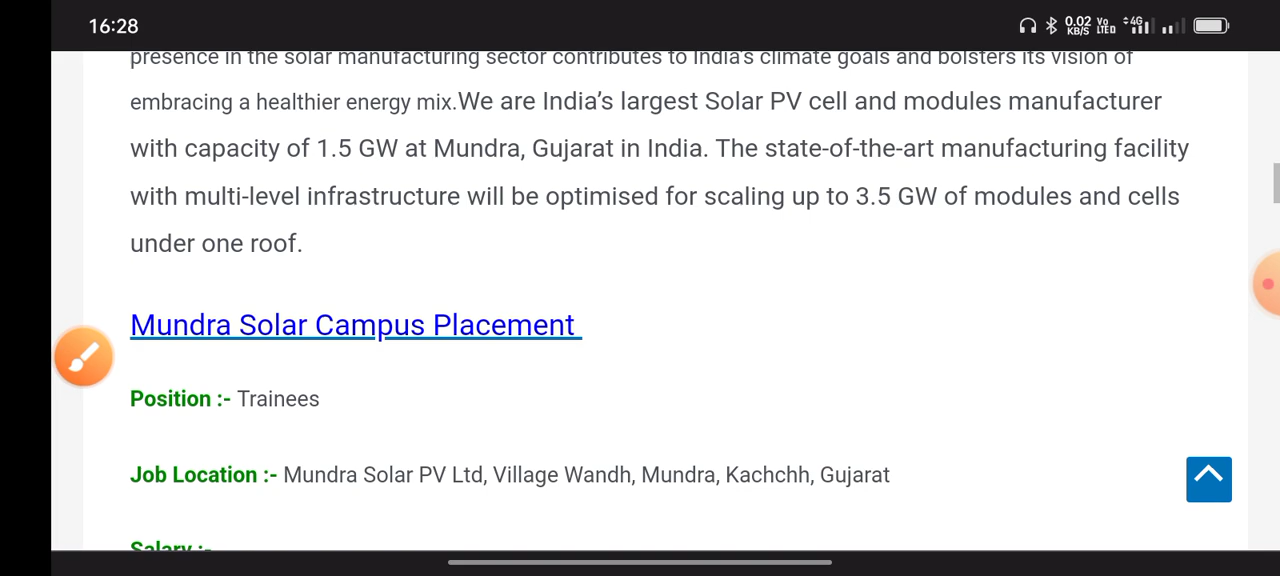 16:28
0.02 KB/S Vo LTED 4G
presence in the solar manufacturing sector contributes to India's climate goals and bolsters its vision of
embracing a healthier energy mix.We are India’s largest Solar PV cell and modules manufacturer
with capacity of 1.5 GW at Mundra, Gujarat in India. The state-of-the-art manufacturing facility
with multi-level infrastructure will be optimised for scaling up to 3.5 GW of modules and cells
under one roof.
Mundra Solar Campus Placement
Position :- Trainees
Job Location :- Mundra Solar PV Ltd, Village Wandh, Mundra, Kachchh, Gujarat
Salary :-